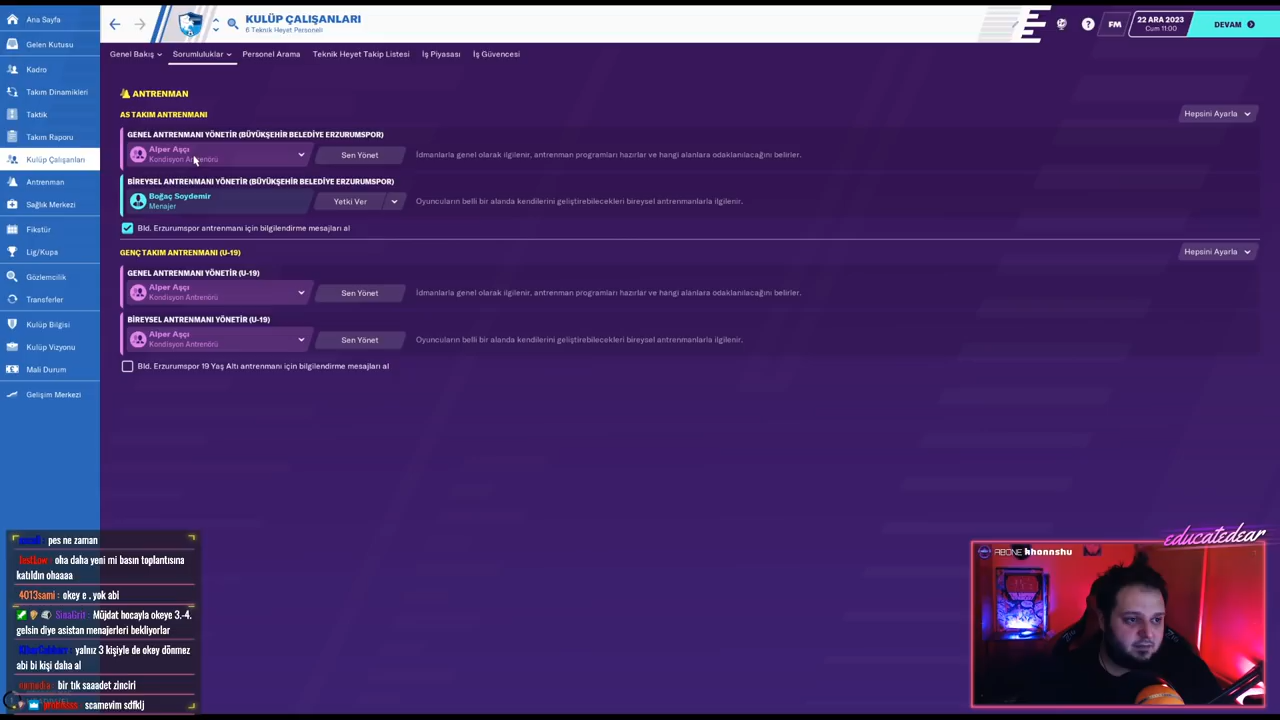 Ana Sayfa
Gelen Kutusu
Kadro
Takım Dinamikleri
Taktik
Takım Raporu
Kulüp Çalışanları
Antrenman
Sağlık Merkezi
Fikstür
Lig/Kupa
Gözlemcilik
Transferler
Kulüp Bilgisi
Kulüp Vizyonu
Mali Durum
Gelişim Merkezi
KULÜP ÇALIŞANLARI
6 Teknik Heyet Personeli
FM
22 ARA 2023
Cum 11:00
DEVAM
Genel Bakış
Sorumluluklar
Personel Arama
Teknik Heyet Takip Listesi
İş Piyasası
İş Güvencesi
ANTRENMAN
AS TAKIM ANTRENMANI
Hepsini Ayarla
GENEL ANTRENMANI YÖNETİR (BÜYÜKŞEHİR BELEDİYE ERZURUMSPOR)
Alper Aşçı
Kondisyon Antrenörü
Sen Yönet
İdmanlarla genel olarak ilgilenir, antrenman programları hazırlar ve hangi alanlara odaklanılacağını belirler.
BİREYSEL ANTRENMANI YÖNETİR (BÜYÜKŞEHİR BELEDİYE ERZURUMSPOR)
Boğaç Soydemir
Menajer
Yetki Ver
Oyuncuların belli bir alanda kendilerini geliştirebilecekleri bireysel antrenmanlarla ilgilenir.
Bld. Erzurumspor antrenmanı için bilgilendirme mesajları al
GENÇ TAKIM ANTRENMANI (U-19)
Hepsini Ayarla
GENEL ANTRENMANI YÖNETİR (U-19)
Alper Aşçı
Kondisyon Antrenörü
Sen Yönet
İdmanlarla genel olarak ilgilenir, antrenman programları hazırlar ve hangi alanlara odaklanılacağını belirler.
BİREYSEL ANTRENMANI YÖNETİR (U-19)
Alper Aşçı
Kondisyon Antrenörü
Sen Yönet
Oyuncuların belli bir alanda kendilerini geliştirebilecekleri bireysel antrenmanlarla ilgilenir.
Bld. Erzurumspor 19 Yaş Altı antrenmanı için bilgilendirme mesajları al
pes ne zaman
Testbow : oha daha yeni mi basın toplantısına
katıldın ohaaaa
4013sami : okey e , yok abi
SinaGrit : Müjdat hocayla okeye 3.-4.
gelsin diye asistan menajerleri bekliyorlar
yalnız 3 kişiyle de okey dönmez
abi bi kişi daha al
bir tık saadet zinciri
scamevim sdfklj
educatedear
ABONE khonnshu